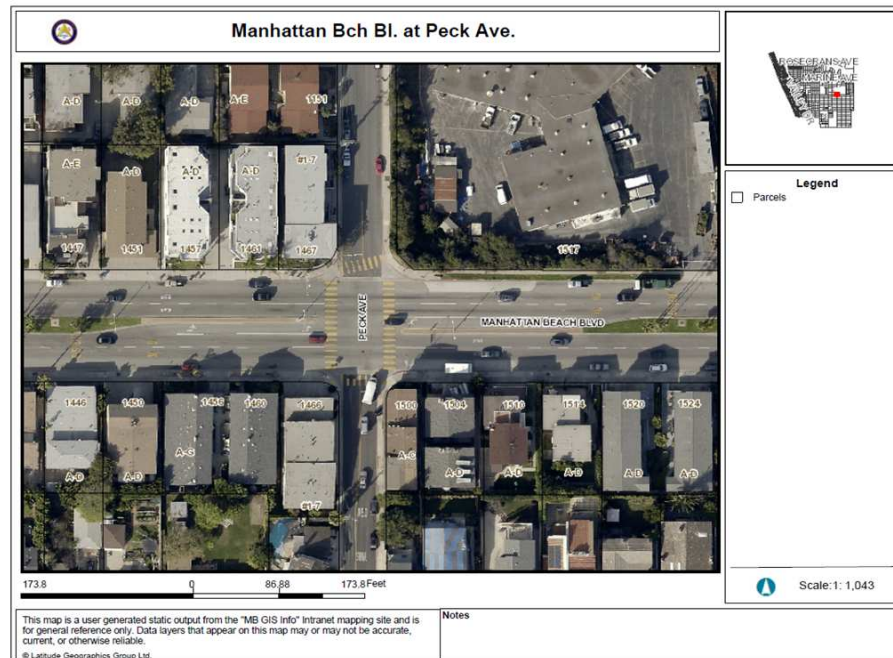 Manhattan Bch Bl. at Peck Ave.
ROSECRANS AVE
MARINE AVE
Legend
Parcels
A-D
A-D
A-D
A-E
1151
A-E
A-D
A-D
A-D
#1-7
1447
1451
1457
1461
1467
PECK AVE
MANHATTAN BEACH BLVD
1446
1450
1456
1460
1466
1500
1504
1510
1514
1520
1524
A-D
A-D
A-G
#1-7
A-D
A-D
A-D
A-D
A-D
173.8
0
86.88
173.8 Feet
Scale:1: 1,043
This map is a user generated static output from the "MB GIS Info" Intranet mapping site and is
for general reference only. Data layers that appear on this map may or may not be accurate,
current, or otherwise reliable.
© Latitude Geographics Group Ltd.
Notes